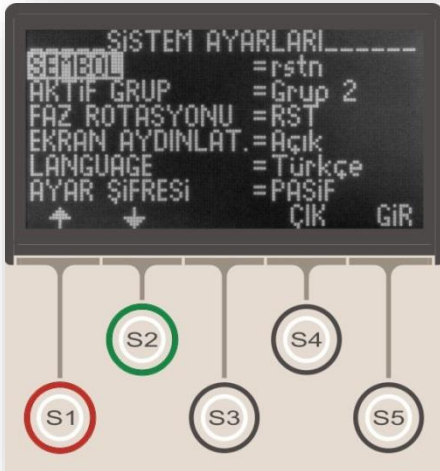 SİSTEM AYARLARI______
SEMBOL =rstn
AKTİF GRUP =Grup 2
FAZ ROTASYONU =RST
EKRAN AYDINLAT.=Açık
LANGUAGE =Türkçe
AYAR ŞİFRESİ =PASİF
ÇIK GİR
S2 S4
S1 S3 S5